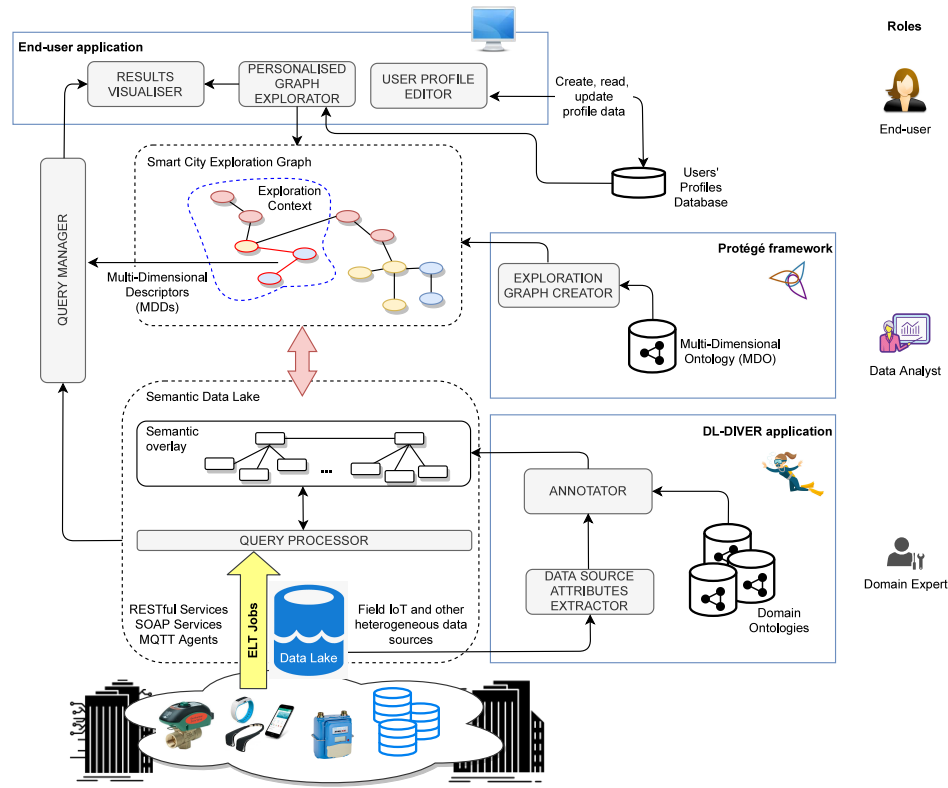 Roles
End-user application
RESULTS
VISUALISER
PERSONALISED
GRAPH
EXPLORATOR
USER PROFILE
EDITOR
Create, read,
update
profile data
End-user
Smart City Exploration Graph
Exploration
Context
Users'
Profiles
Database
QUERY MANAGER
Multi-Dimensional
Descriptors
(MDDs)
Protégé framework
EXPLORATION
GRAPH CREATOR
Multi-Dimensional
Ontology (MDO)
Data Analyst
Semantic Data Lake
Semantic
overlay
...
DL-DIVER application
ANNOTATOR
QUERY PROCESSOR
DATA SOURCE
ATTRIBUTES
EXTRACTOR
Domain
Ontologies
Domain Expert
RESTful Services
SOAP Services
MQTT Agents
ELT Jobs
Data Lake
Field IoT and other
heterogeneous data
sources